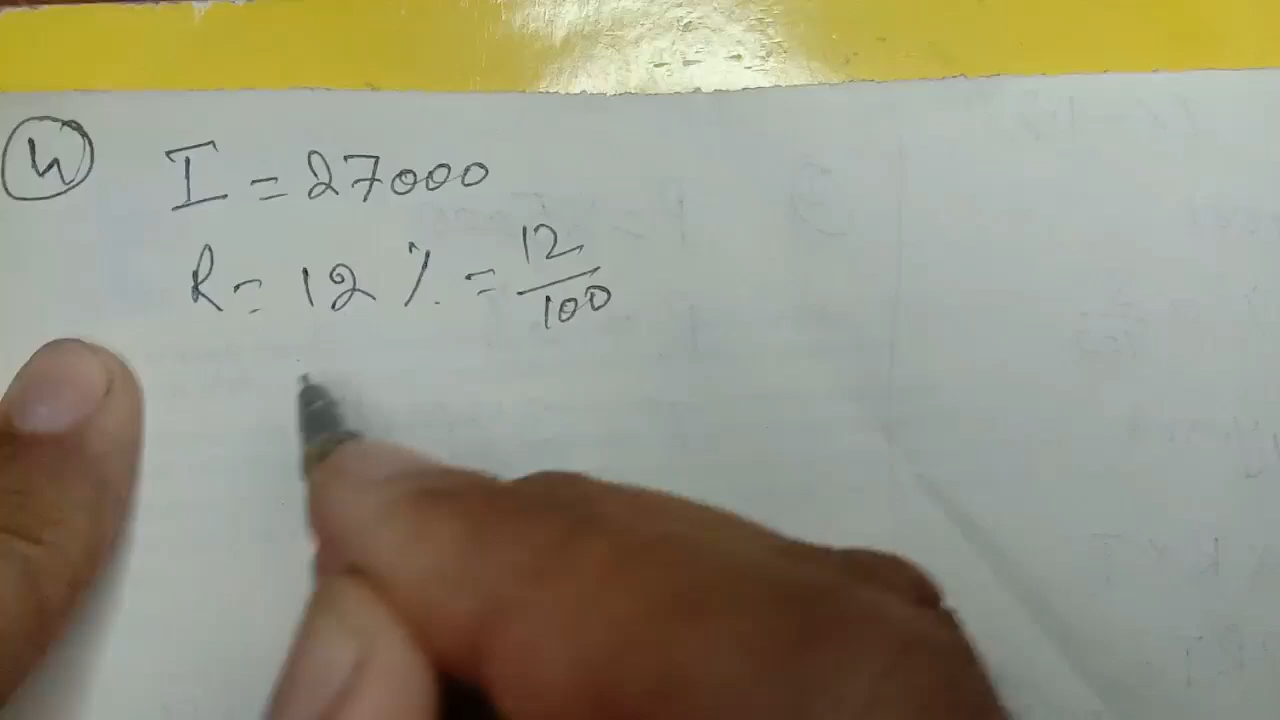 4 I = 27000
R = 12 % = 12/100